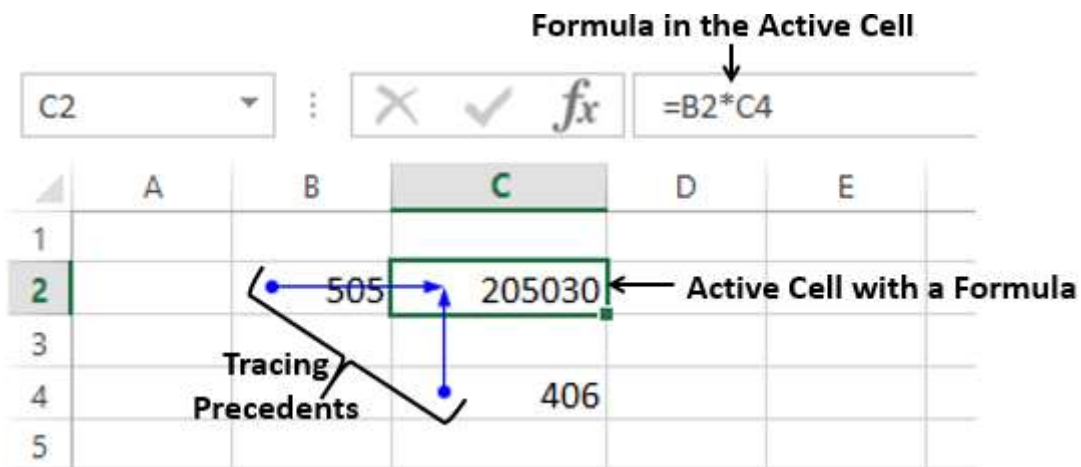 Formula in the Active Cell
C2 fx =B2*C4
A B C D E
1
2 505 205030 Active Cell with a Formula
3
Tracing
4 406
Precedents
5